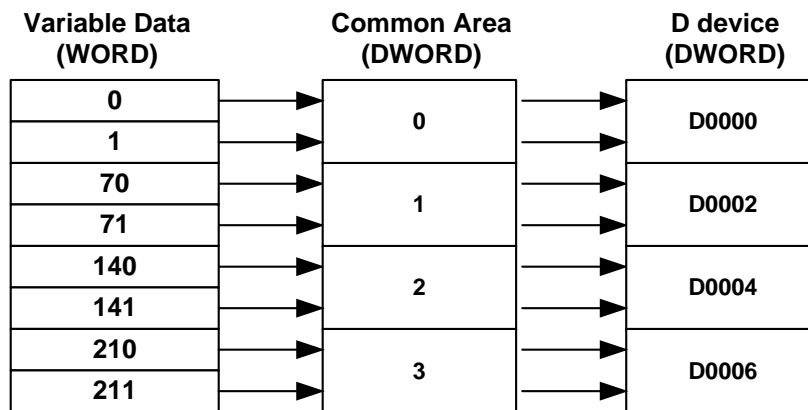 Variable Data
(WORD)
Common Area
(DWORD)
D device
(DWORD)
0
1
70
71
140
141
210
211
0
1
2
3
D0000
D0002
D0004
D0006